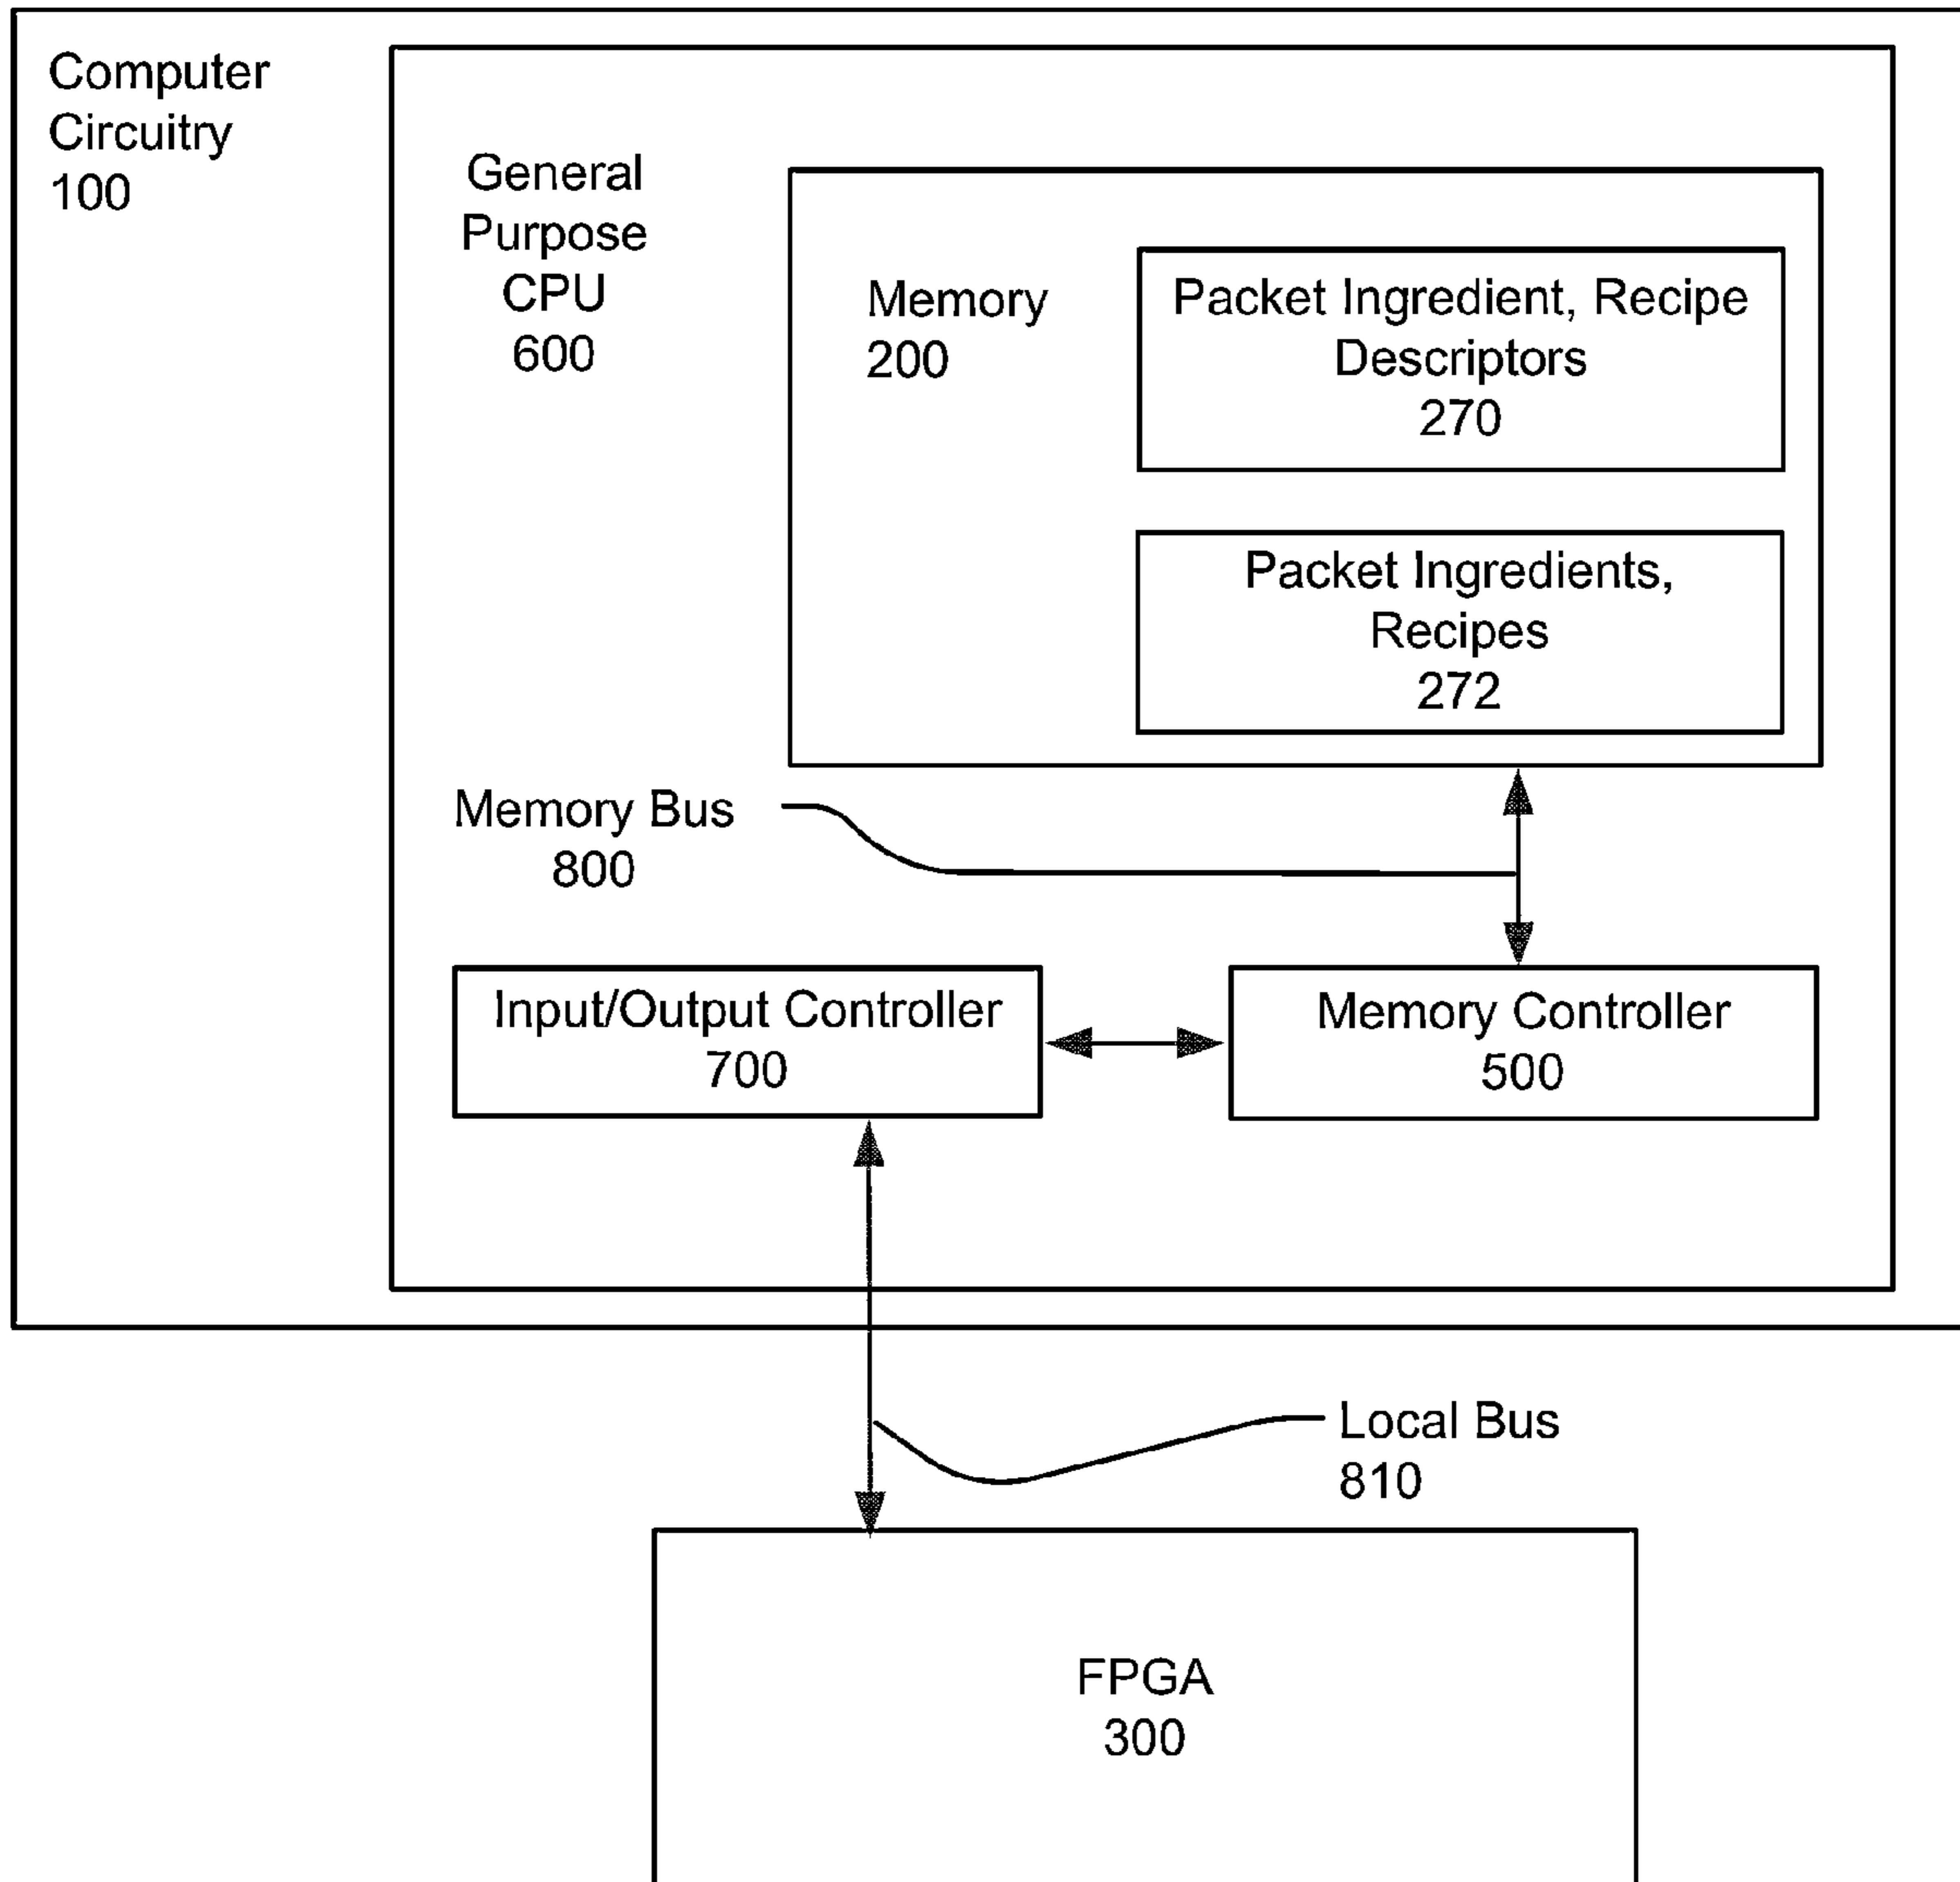 Computer
Circuitry
100
General
Purpose
CPU
600
Memory
200
Packet Ingredient, Recipe
Descriptors
270
Packet Ingredients,
Recipes
272
Memory Bus
800
Input/Output Controller
700
Memory Controller
500
Local Bus
810
FPGA
300